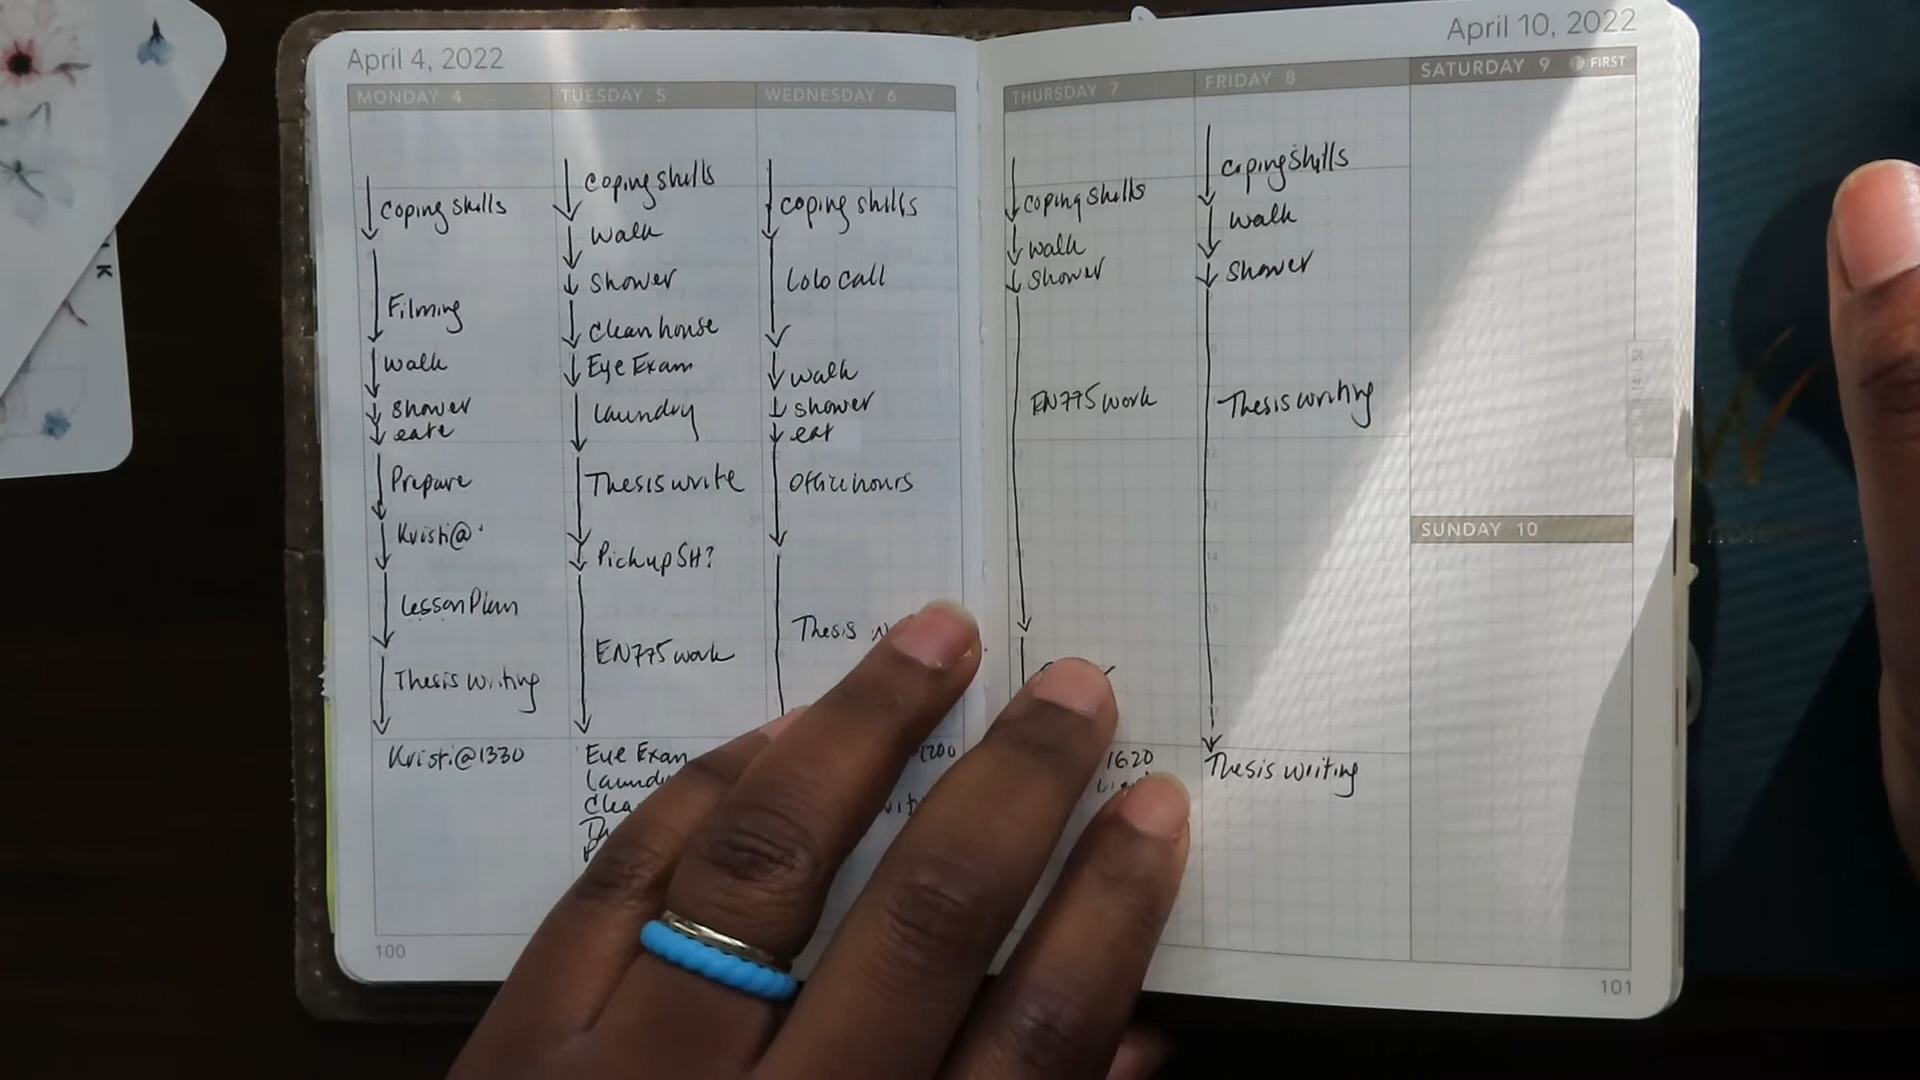 April 4, 2022
MONDAY 4
Coping skills
Filming
Walk
Shower
eate
Prepare
Kristi@
Lesson Plan
Thesis writing
Kristi@1330
TUESDAY 5
Coping skills
Walk
Shower
Clean house
Eye Exam
Laundry
Thesis write
Pick up SH?
EN775 work
Eye Exam
WEDNESDAY 6
Coping skills
Lolo call
Walk
Shower
eat
Office hours
Thesis
1200
100
April 10, 2022
THURSDAY 7
Coping skills
walk
Shower
EN775 work
1620
FRIDAY 8
Coping skills
Walk
Shower
Thesis writing
Thesis writing
SATURDAY 9 FIRST
SUNDAY 10
101